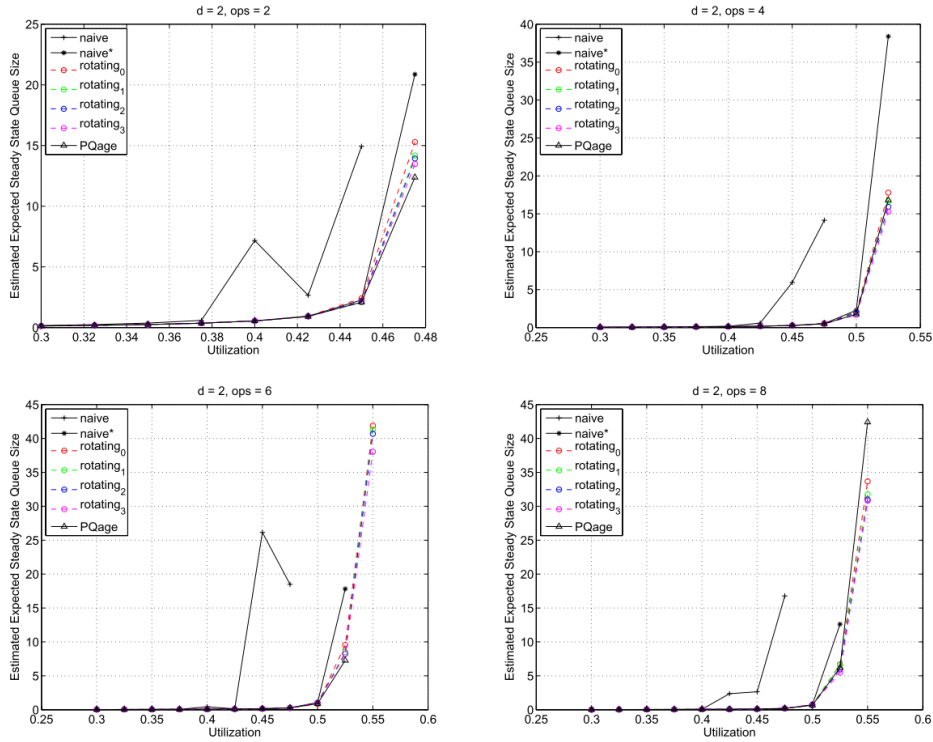 d = 2, ops = 2
Estimated Expected Steady State Queue Size
25
20
15
10
5
0
naive
naive*
rotating0
rotating1
rotating2
rotating3
PQage
0.3 0.32 0.34 0.36 0.38 0.4 0.42 0.44 0.46 0.48
Utilization
d = 2, ops = 4
Estimated Expected Steady State Queue Size
40
35
30
25
20
15
10
5
0
naive
naive*
rotating0
rotating1
rotating2
rotating3
PQage
0.25 0.3 0.35 0.4 0.45 0.5 0.55
Utilization
d = 2, ops = 6
Estimated Expected Steady State Queue Size
45
40
35
30
25
20
15
10
5
0
naive
naive*
rotating0
rotating1
rotating2
rotating3
PQage
0.25 0.3 0.35 0.4 0.45 0.5 0.55 0.6
Utilization
d = 2, ops = 8
Estimated Expected Steady State Queue Size
45
40
35
30
25
20
15
10
5
0
naive
naive*
rotating0
rotating1
rotating2
rotating3
PQage
0.25 0.3 0.35 0.4 0.45 0.5 0.55 0.6
Utilization